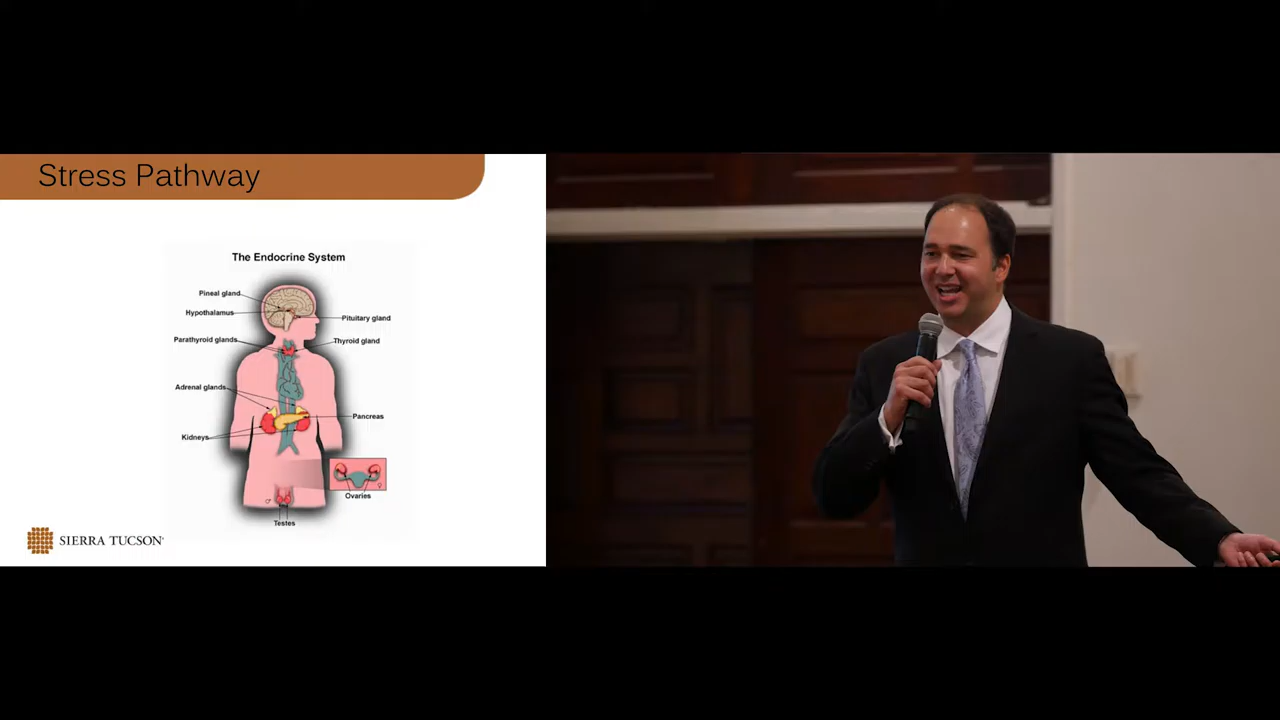 Stress Pathway
The Endocrine System
Pineal gland
Hypothalamus
Pituitary gland
Parathyroid glands
Thyroid gland
Adrenal glands
Pancreas
Kidneys
Ovaries
Testes
SIERRA TUCSON